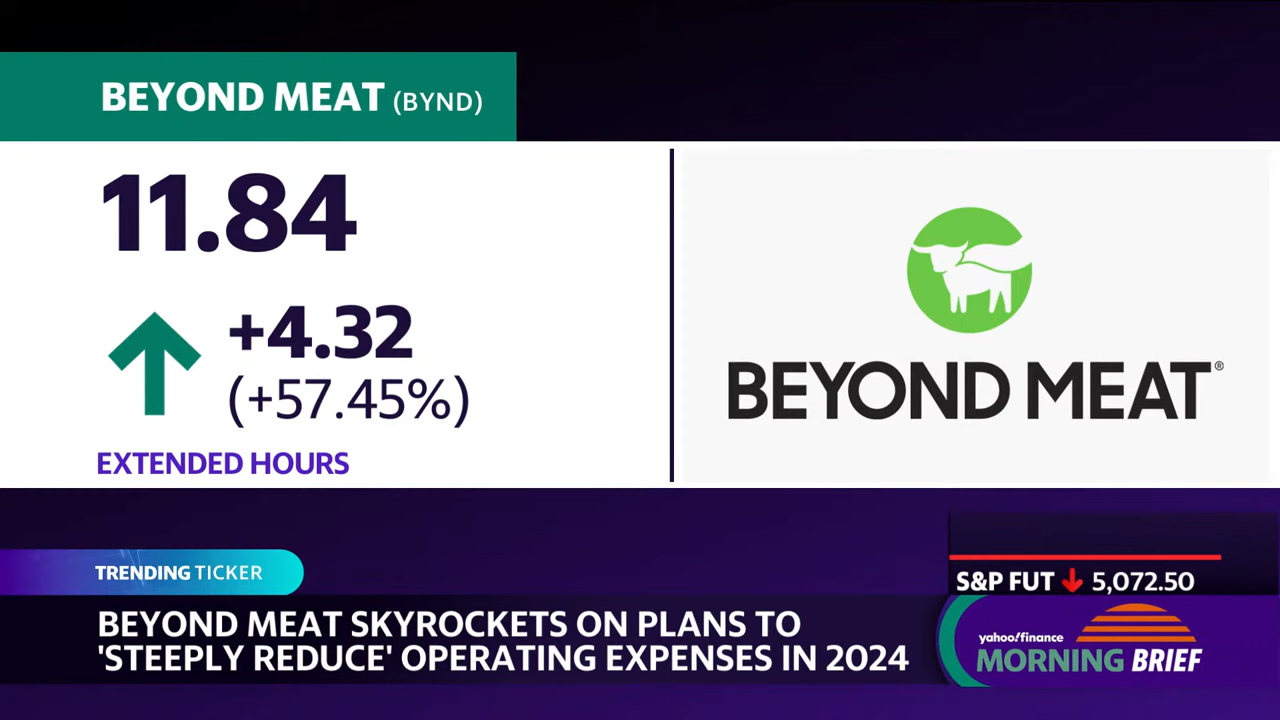 BEYOND MEAT (BYND)
11.84
+4.32
(+57.45%)
EXTENDED HOURS
BEYOND MEAT®
TRENDING TICKER
BEYOND MEAT SKYROCKETS ON PLANS TO
'STEEPLY REDUCE' OPERATING EXPENSES IN 2024
S&P FUT 5,072.50
yahoo!finance
MORNING BRIEF